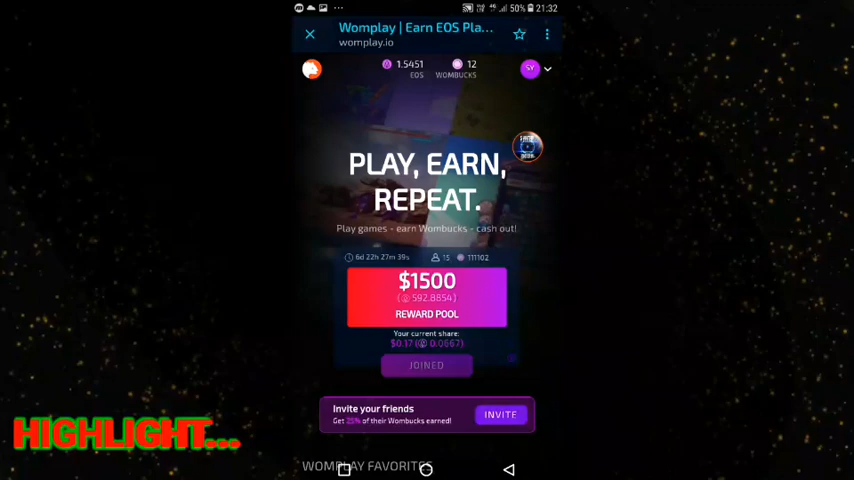 50% 21:32
Womplay | Earn EOS Pla...
womplay.io
1.5451
EOS
12
WOMBUCKS
PLAY, EARN,
REPEAT.
Play games - earn Wombucks - cash out!
6d 22h 27m 39s 15 111102
$1500
( 592.8854)
REWARD POOL
Your current share:
$0.17 ( 0.0667)
JOINED
Invite your friends
Get 25% of their Wombucks earned!
INVITE
HIGHLIGHT...
WOMPLAY FAVORITES